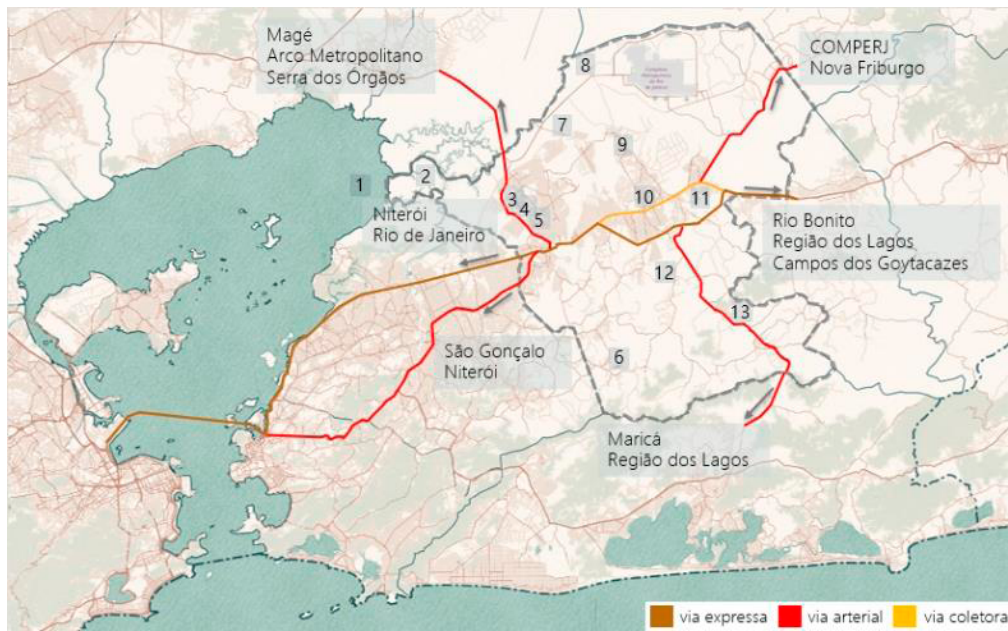 Magé
Arco Metropolitano
Serra dos Órgãos
COMPERJ
Nova Friburgo
8
7
9
1
2
3
4
5
10
11
Niterói
Rio de Janeiro
Rio Bonito
Região dos Lagos
Campos dos Goytacazes
12
13
6
São Gonçalo
Niterói
Maricá
Região dos Lagos
via expressa
via arterial
via coletora